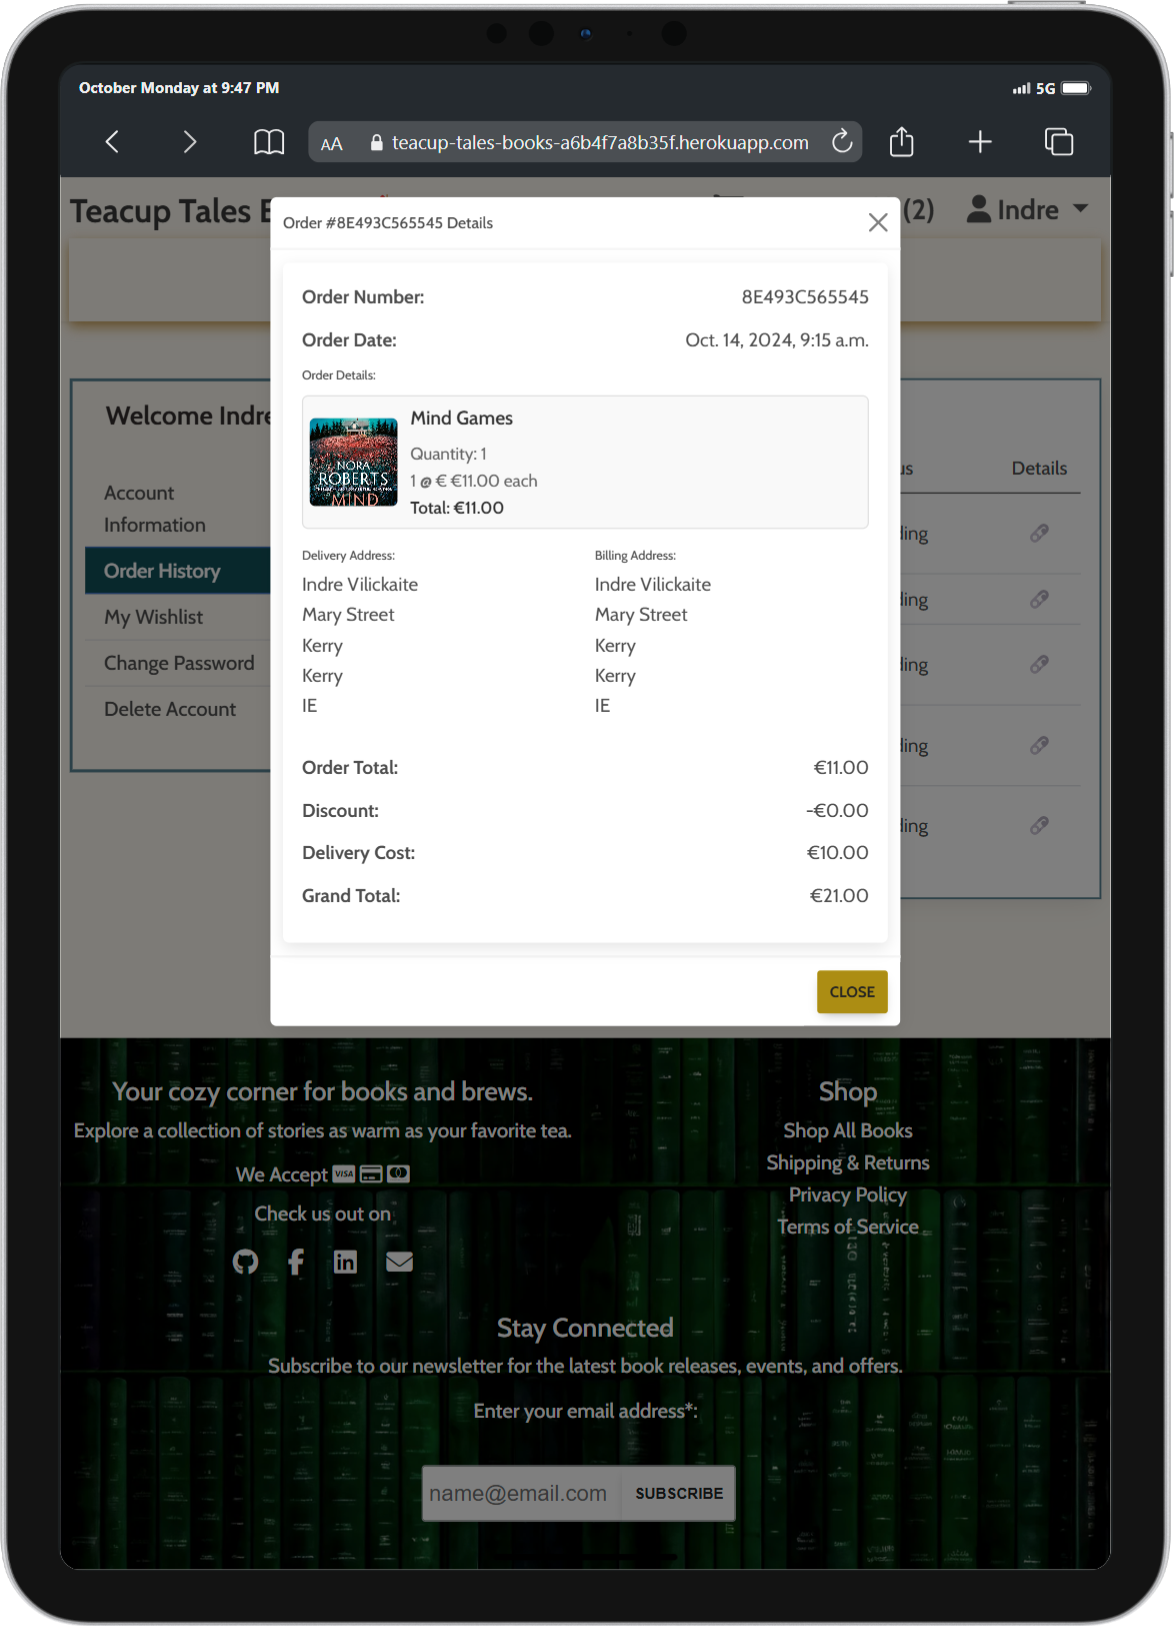 October Monday at 9:47 PM
5G
AA teacup-tales-books-a6b4f7a8b35f.herokuapp.com
Teacup Tales
(2)
Indre
Order #8E493C565545 Details
Order Number: 8E493C565545
Order Date: Oct. 14, 2024, 9:15 a.m.
Order Details:
Mind Games
Quantity: 1
1 @ € €11.00 each
Total: €11.00
NORA
ROBERTS
MIND
Delivery Address:
Indre Vilickaite
Mary Street
Kerry
Kerry
IE
Billing Address:
Indre Vilickaite
Mary Street
Kerry
Kerry
IE
Order Total: €11.00
Discount: -€0.00
Delivery Cost: €10.00
Grand Total: €21.00
CLOSE
Welcome Indre
Account
Information
Order History
My Wishlist
Change Password
Delete Account
Details
Your cozy corner for books and brews.
Explore a collection of stories as warm as your favorite tea.
We Accept VISA
Check us out on
Shop
Shop All Books
Shipping & Returns
Privacy Policy
Terms of Service
Stay Connected
Subscribe to our newsletter for the latest book releases, events, and offers.
Enter your email address*:
name@email.com
SUBSCRIBE